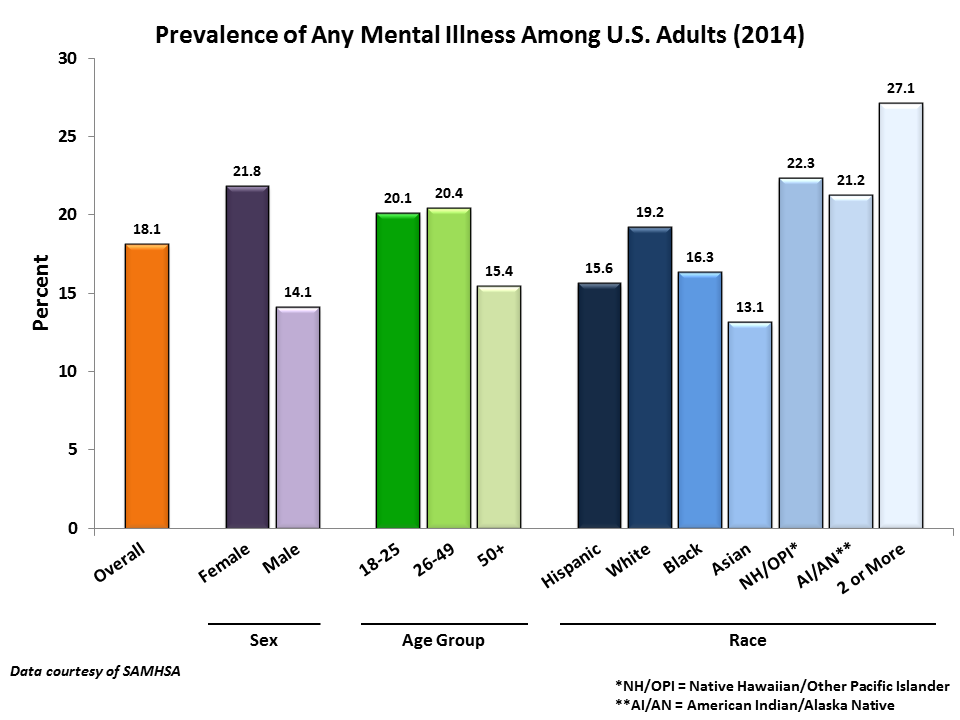 Prevalence of Any Mental Illness Among U.S. Adults (2014)
Percent
30
25
20
15
10
5
0
18.1
21.8
14.1
20.1
20.4
15.4
15.6
19.2
16.3
13.1
22.3
21.2
27.1
Overall
Female
Male
18-25
26-49
50+
Hispanic
White
Black
Asian
NH/OPI*
AI/AN**
2 or More
Sex
Age Group
Race
Data courtesy of SAMHSA
*NH/OPI = Native Hawaiian/Other Pacific Islander
**AI/AN = American Indian/Alaska Native